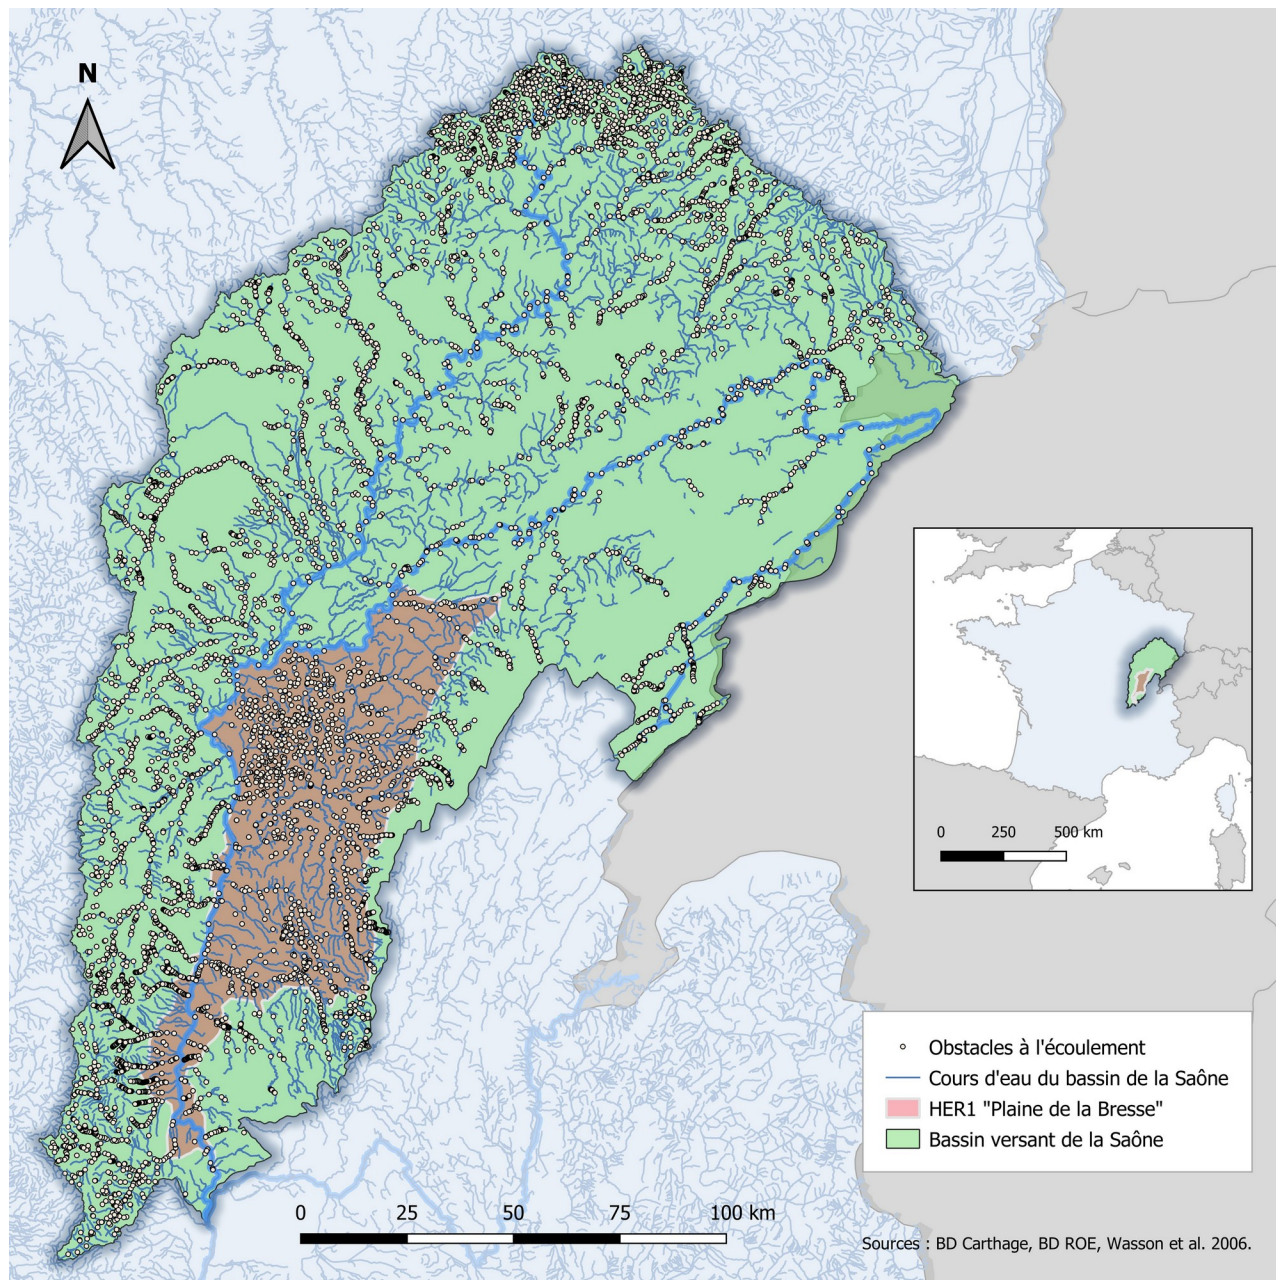 N
0 250 500 km
Obstacles à l'écoulement
Cours d'eau du bassin de la Saône
HER1 "Plaine de la Bresse"
Bassin versant de la Saône
0 25 50 75 100 km
Sources : BD Carthage, BD ROE, Wasson et al. 2006.